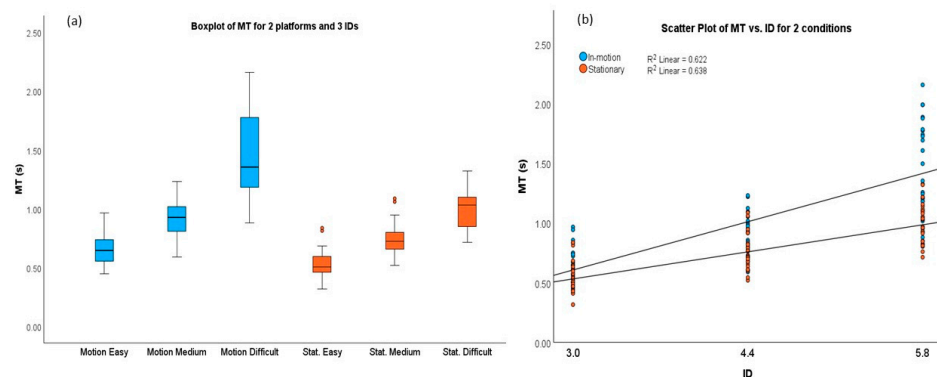 (a)
Boxplot of MT for 2 platforms and 3 IDs
2.50
2.00
1.50
1.00
0.50
0.00
MT (s)
Motion Easy Motion Medium Motion Difficult Stat. Easy Stat. Medium Stat. Difficult
(b)
Scatter Plot of MT vs. ID for 2 conditions
In-motion R² Linear = 0.622
Stationary R² Linear = 0.638
2.50
2.00
1.50
1.00
0.50
0.00
MT (s)
3.0 4.4 5.8
ID